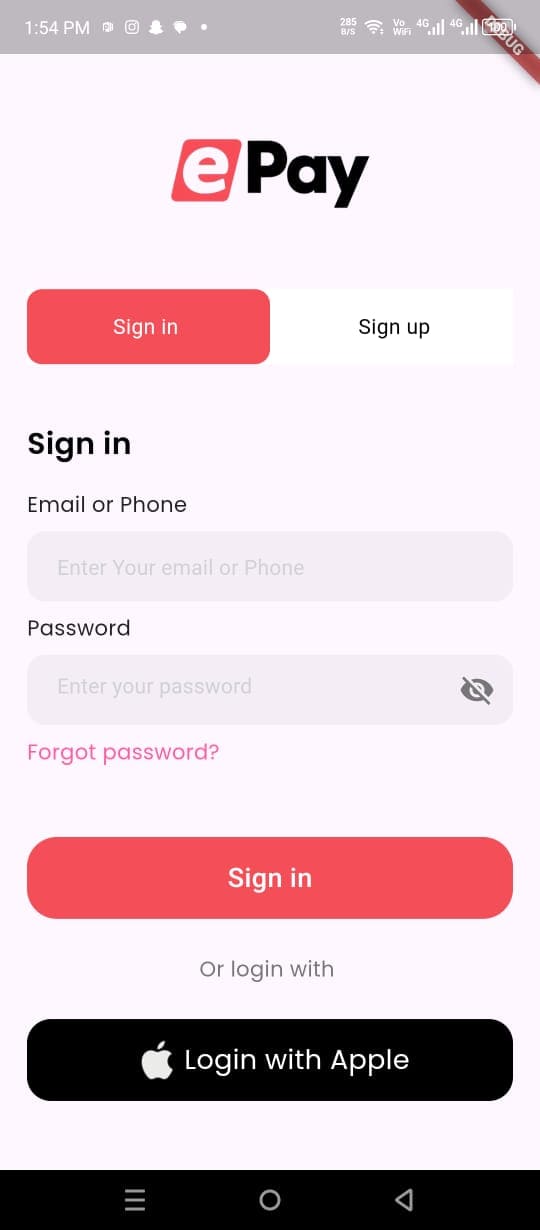 1:54 PM
285 B/S Vo WiFi 4G 4G 100
DEBUG
ePay
Sign in Sign up
Sign in
Email or Phone
Enter Your email or Phone
Password
Enter your password
Forgot password?
Sign in
Or login with
Login with Apple